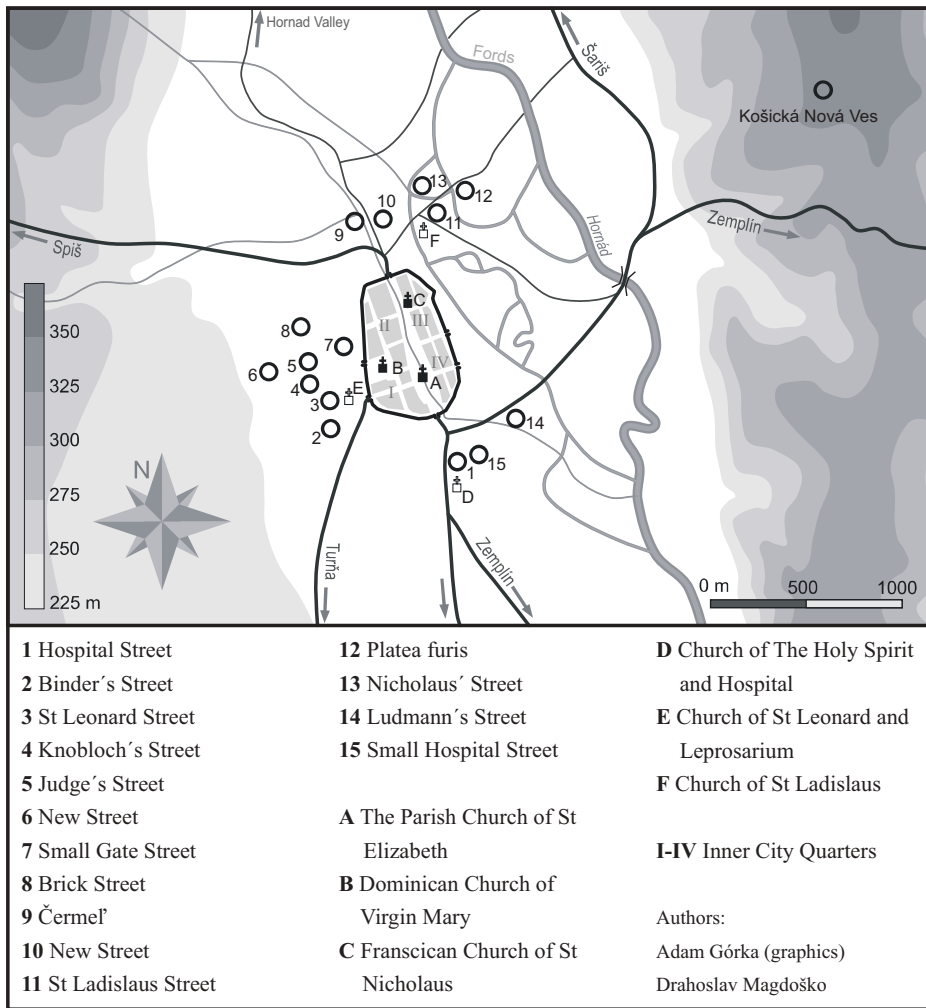 Hornad Valley
Fords
Šariš
Košická Nová Ves
13
12
10
11
9
F
Zemplín
Hornád
Spiš
C
350
II
III
8
7
325
5
B
IV
6
A
4
E
I
3
300
14
2
15
1
N
275
D
Zemplín
250
Turňa
0 m 500 1000
225 m
1 Hospital Street
2 Binder´s Street
3 St Leonard Street
4 Knobloch´s Street
5 Judge´s Street
6 New Street
7 Small Gate Street
8 Brick Street
9 Čermeľ
10 New Street
11 St Ladislaus Street
12 Platea furis
13 Nicholaus´ Street
14 Ludmann´s Street
15 Small Hospital Street
A The Parish Church of St
Elizabeth
B Dominican Church of
Virgin Mary
C Franscican Church of St
Nicholaus
D Church of The Holy Spirit
and Hospital
E Church of St Leonard and
Leprosarium
F Church of St Ladislaus
I-IV Inner City Quarters
Authors:
Adam Górka (graphics)
Drahoslav Magdoško